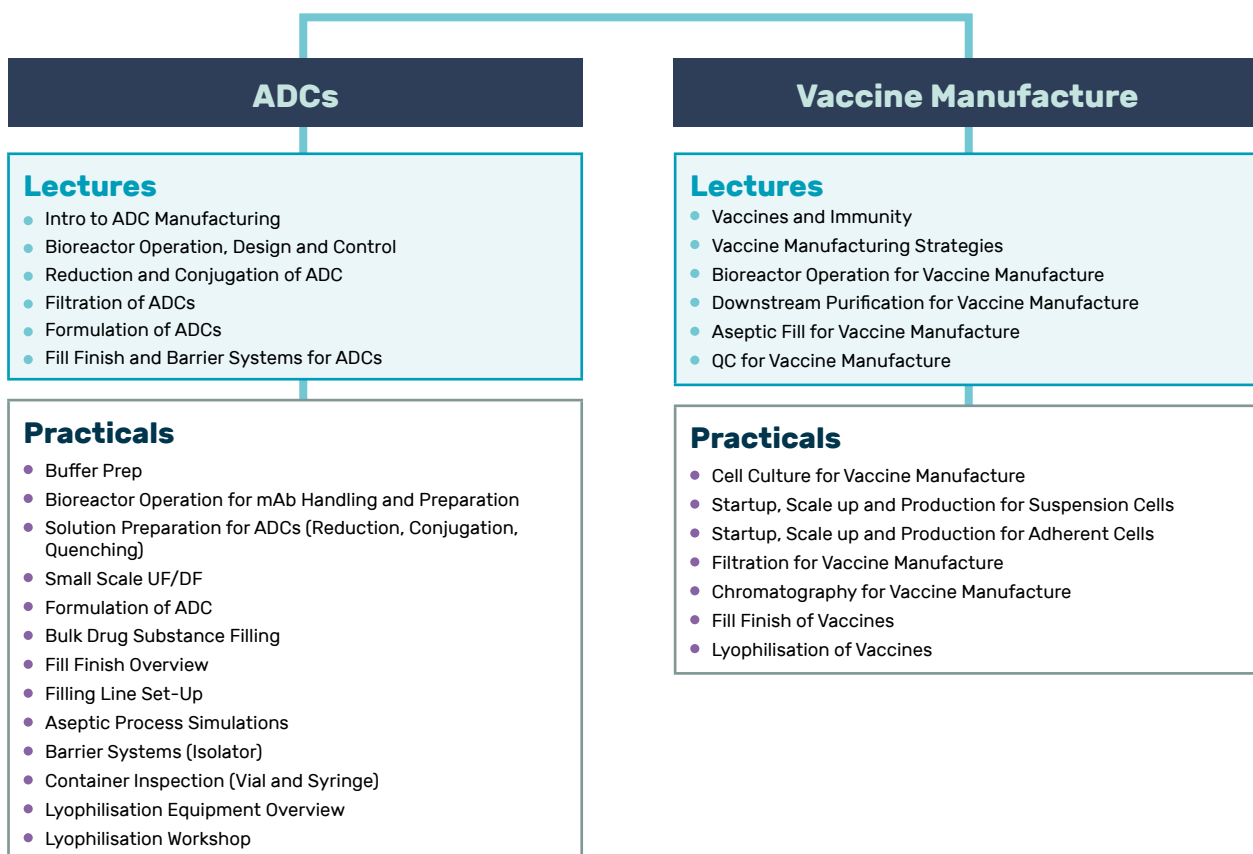 ADCs
Lectures
Intro to ADC Manufacturing
Bioreactor Operation, Design and Control
Reduction and Conjugation of ADC
Filtration of ADCs
Formulation of ADCs
Fill Finish and Barrier Systems for ADCs
Practicals
Buffer Prep
Bioreactor Operation for mAb Handling and Preparation
Solution Preparation for ADCs (Reduction, Conjugation,
Quenching)
Small Scale UF/DF
Formulation of ADC
Bulk Drug Substance Filling
Fill Finish Overview
Filling Line Set-Up
Aseptic Process Simulations
Barrier Systems (Isolator)
Container Inspection (Vial and Syringe)
Lyophilisation Equipment Overview
Lyophilisation Workshop
Vaccine Manufacture
Lectures
Vaccines and Immunity
Vaccine Manufacturing Strategies
Bioreactor Operation for Vaccine Manufacture
Downstream Purification for Vaccine Manufacture
Aseptic Fill for Vaccine Manufacture
QC for Vaccine Manufacture
Practicals
Cell Culture for Vaccine Manufacture
Startup, Scale up and Production for Suspension Cells
Startup, Scale up and Production for Adherent Cells
Filtration for Vaccine Manufacture
Chromatography for Vaccine Manufacture
Fill Finish of Vaccines
Lyophilisation of Vaccines